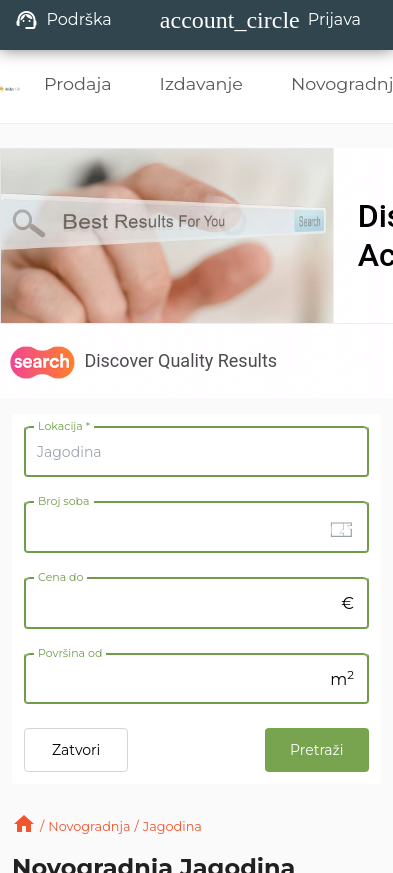 Podrška account_circle Prijava
Prodaja Izdavanje Novogradnj
Best Results For You Search
Dis
Ac
search Discover Quality Results
Lokacija *
Jagodina
Broj soba
Cena do
€
Površina od
m²
Zatvori Pretraži
/ Novogradnja / Jagodina
Novogradnja Jagodina